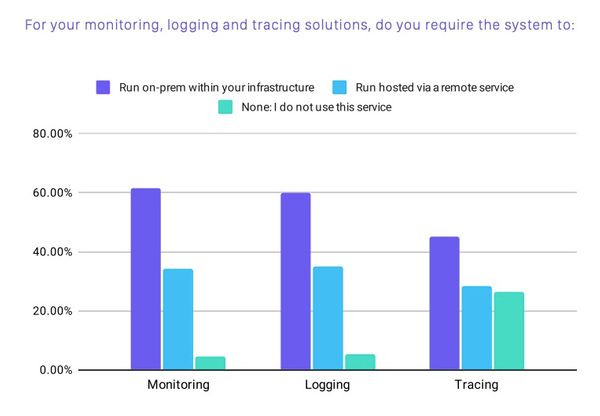 For your monitoring, logging and tracing solutions, do you require the system to:
Run on-prem within your infrastructure
Run hosted via a remote service
None: I do not use this service
80.00%
60.00%
40.00%
20.00%
0.00%
Monitoring
Logging
Tracing